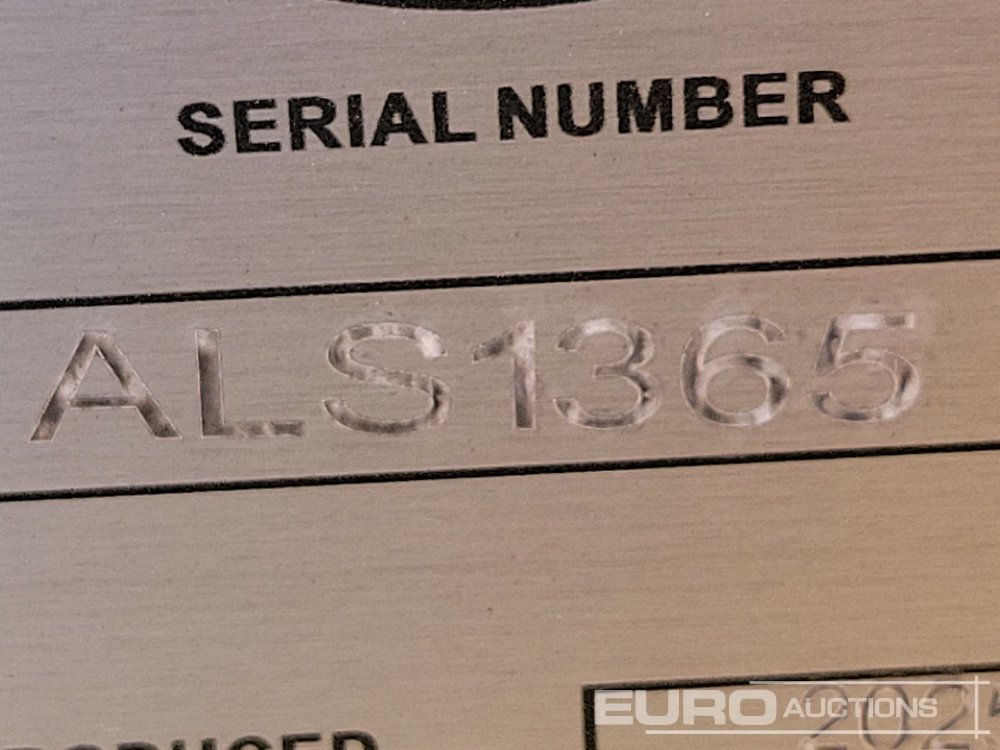 SERIAL NUMBER
ALS1365
EURO AUCTIONS